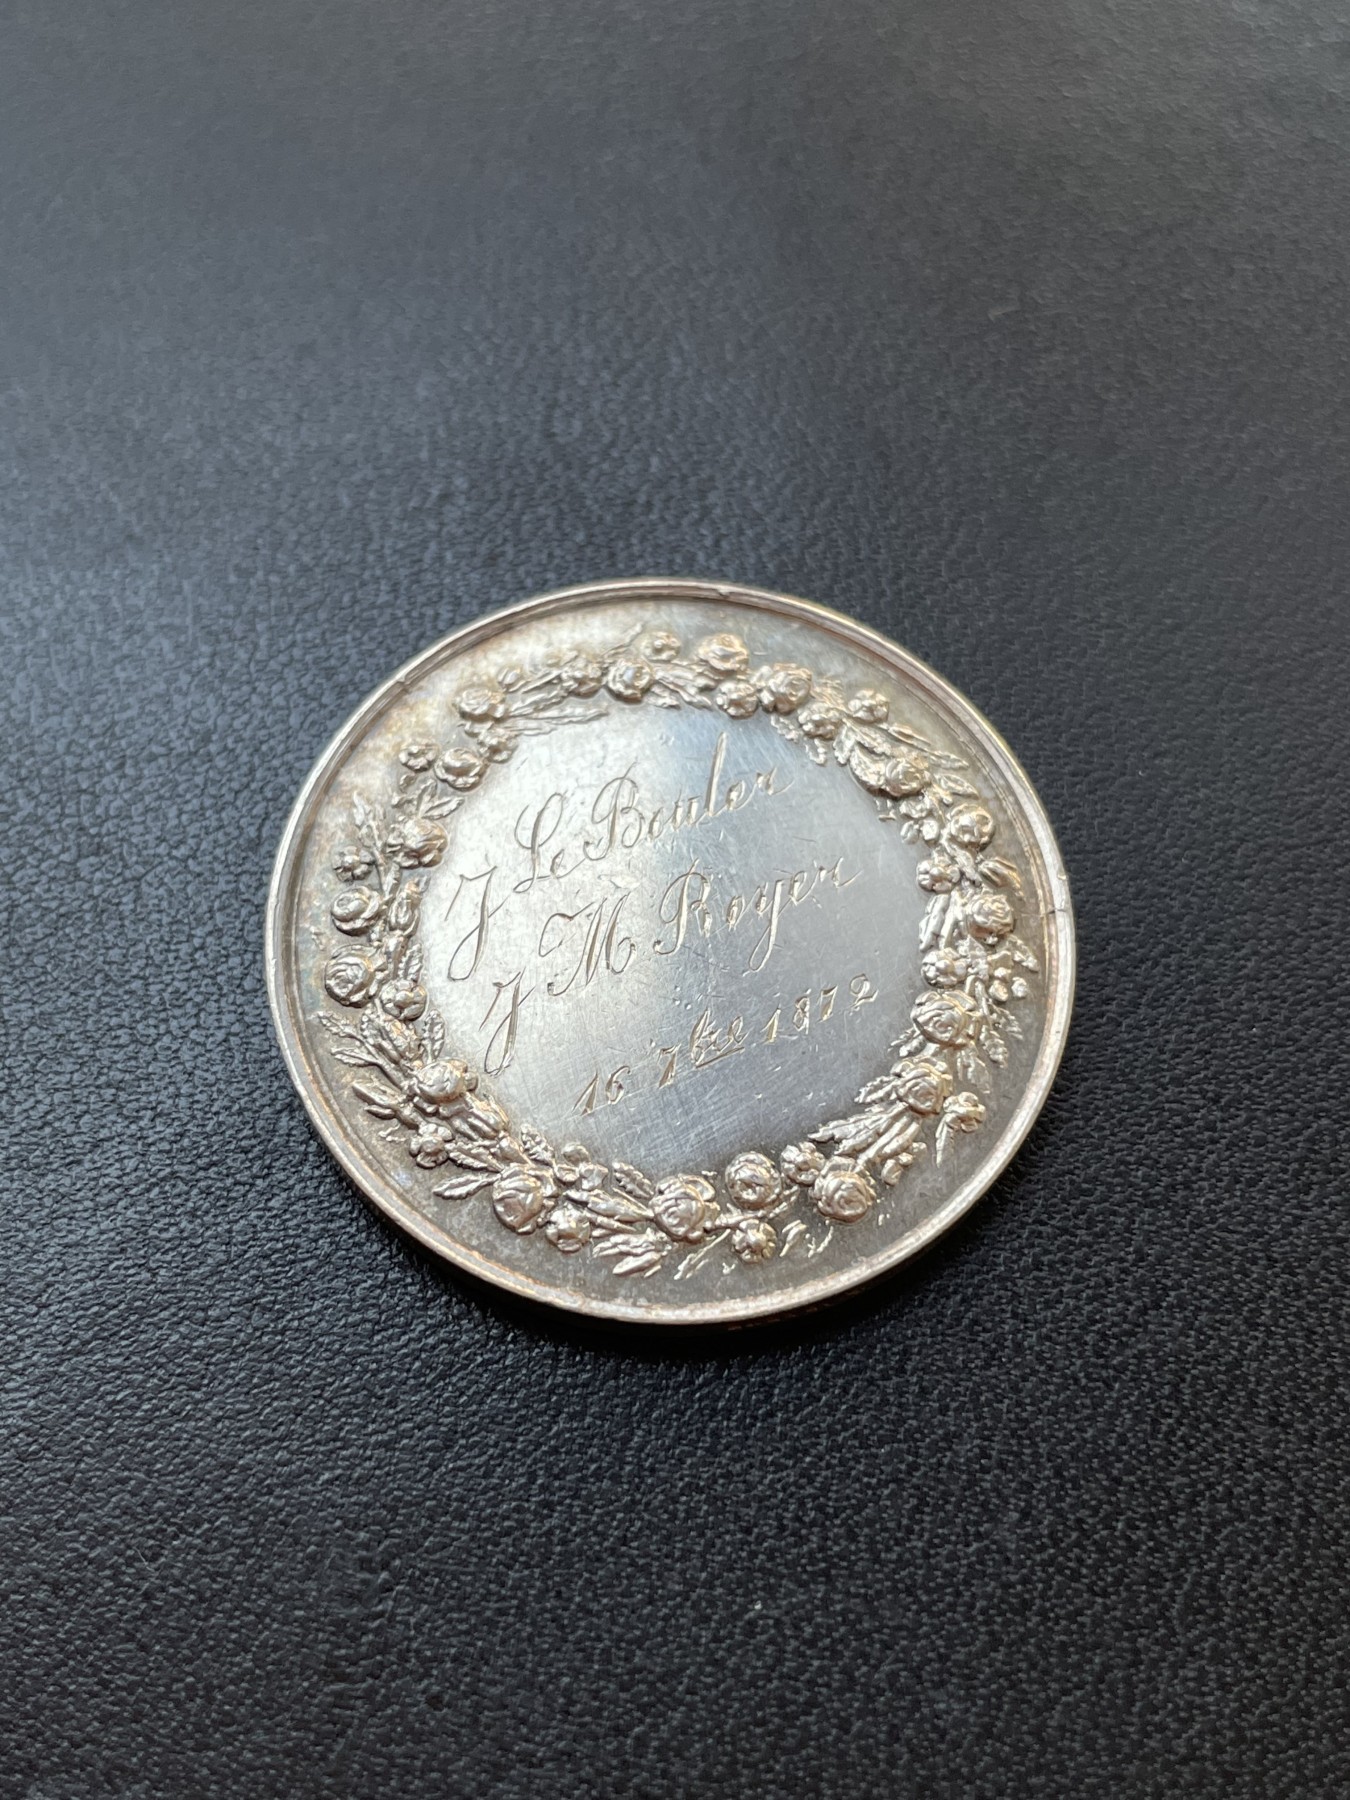 J Le Bouler
J M Royer
16 7bre 1872